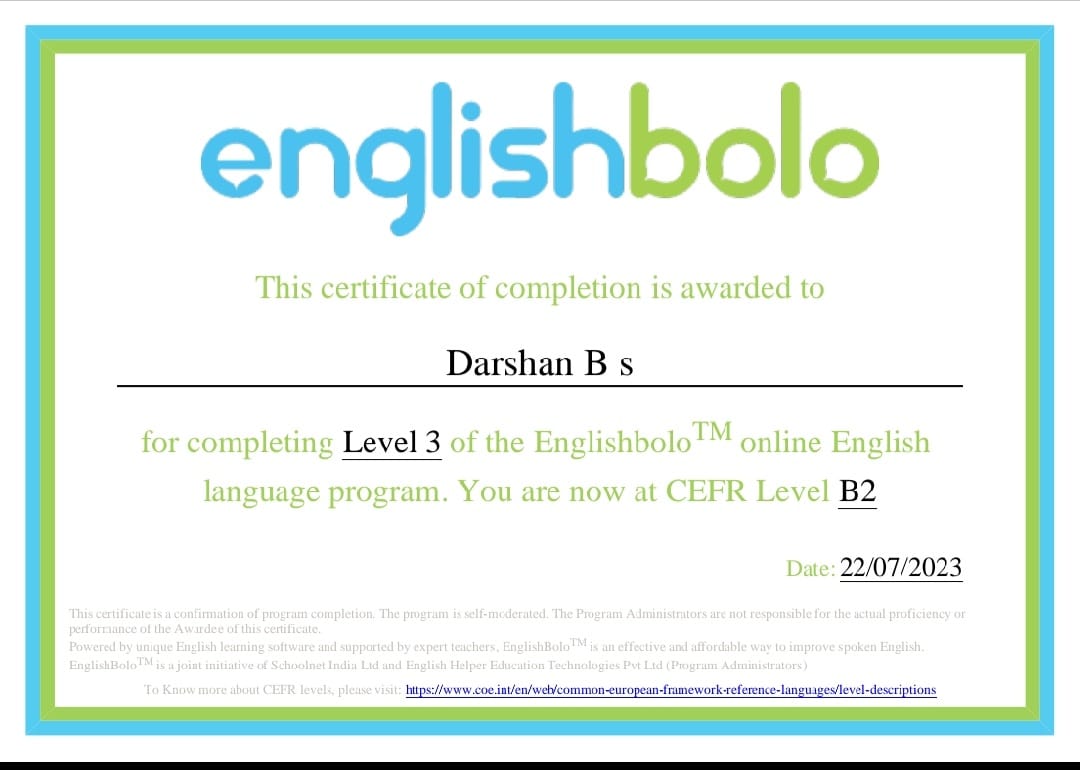 englishbolo
This certificate of completion is awarded to
Darshan B s
for completing Level 3 of the Englishbolo™ online English
language program. You are now at CEFR Level B2
Date: 22/07/2023
This certificate is a confirmation of program completion. The program is self-moderated. The Program Administrators are not responsible for the actual proficiency or
performance of the Awardee of this certificate.
Powered by unique English learning software and supported by expert teachers, EnglishBolo™ is an effective and affordable way to improve spoken English.
EnglishBolo™ is a joint initiative of Schoolnet India Ltd and English Helper Education Technologies Pvt Ltd (Program Administrators)
To Know more about CEFR levels, please visit: https://www.coe.int/en/web/common-european-framework-reference-languages/level-descriptions